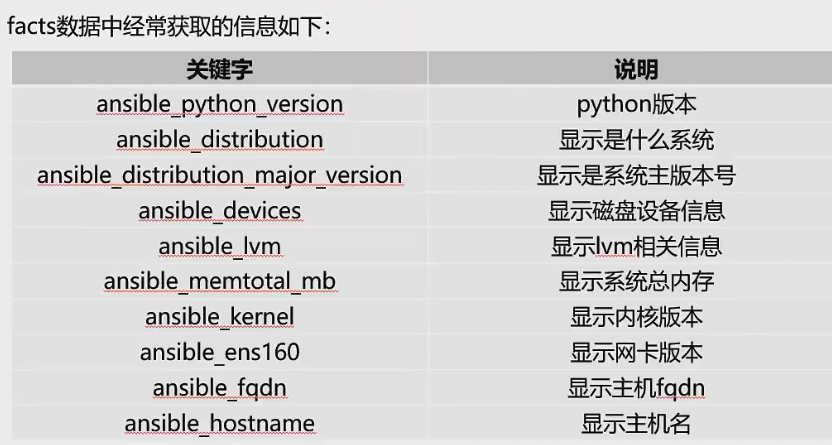 facts数据中经常获取的信息如下：
关键字 说明
ansible_python_version python版本
ansible_distribution 显示是什么系统
ansible_distribution_major_version 显示是系统主版本号
ansible_devices 显示磁盘设备信息
ansible_lvm 显示lvm相关信息
ansible_memtotal_mb 显示系统总内存
ansible_kernel 显示内核版本
ansible_ens160 显示网卡版本
ansible_fqdn 显示主机fqdn
ansible_hostname 显示主机名